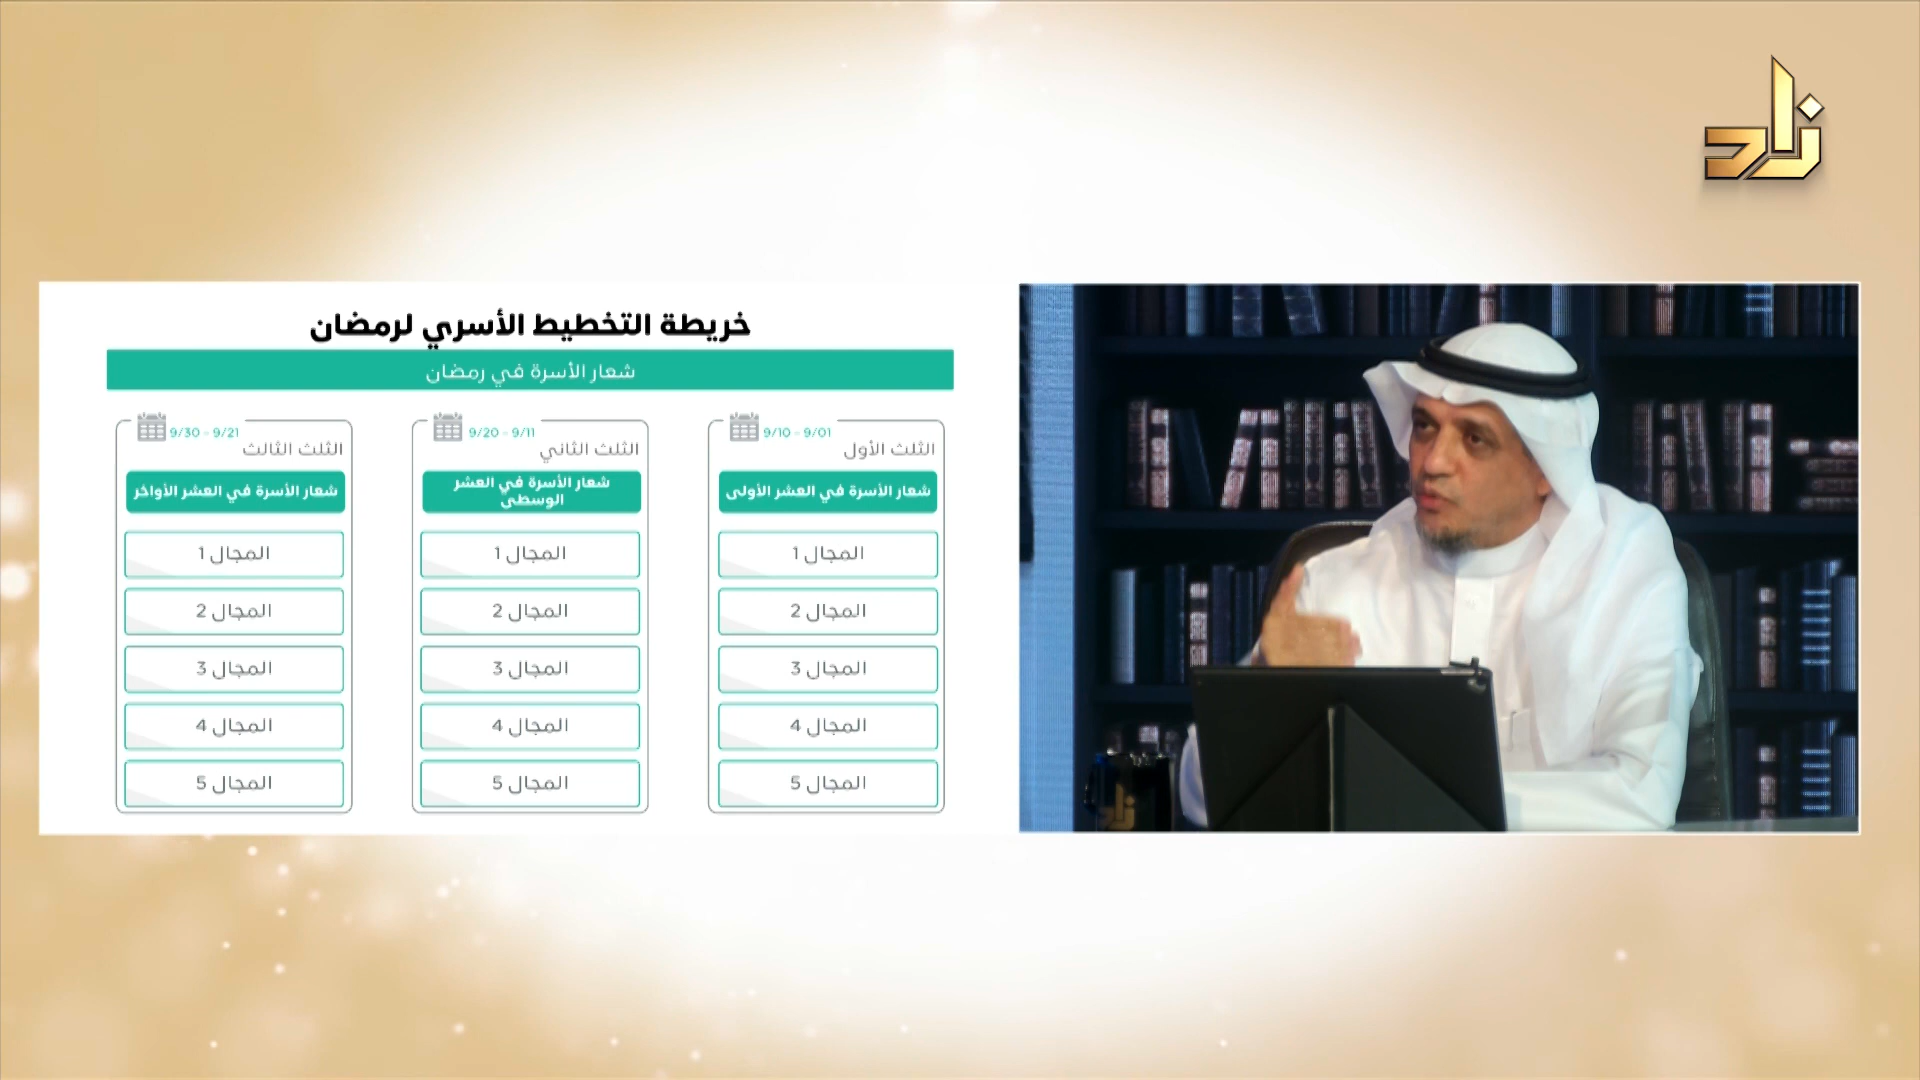 زاد
خريطة التخطيط الأسري لرمضان
شعار الأسرة في رمضان
9/10 - 9/01
الثلث الأول
شعار الأسرة في العشر الأولى
المجال 1
المجال 2
المجال 3
المجال 4
المجال 5
9/20 - 9/11
الثلث الثاني
شعار الأسرة في العشر
الوسطى
المجال 1
المجال 2
المجال 3
المجال 4
المجال 5
9/30 - 9/21
الثلث الثالث
شعار الأسرة في العشر الأواخر
المجال 1
المجال 2
المجال 3
المجال 4
المجال 5
زاد